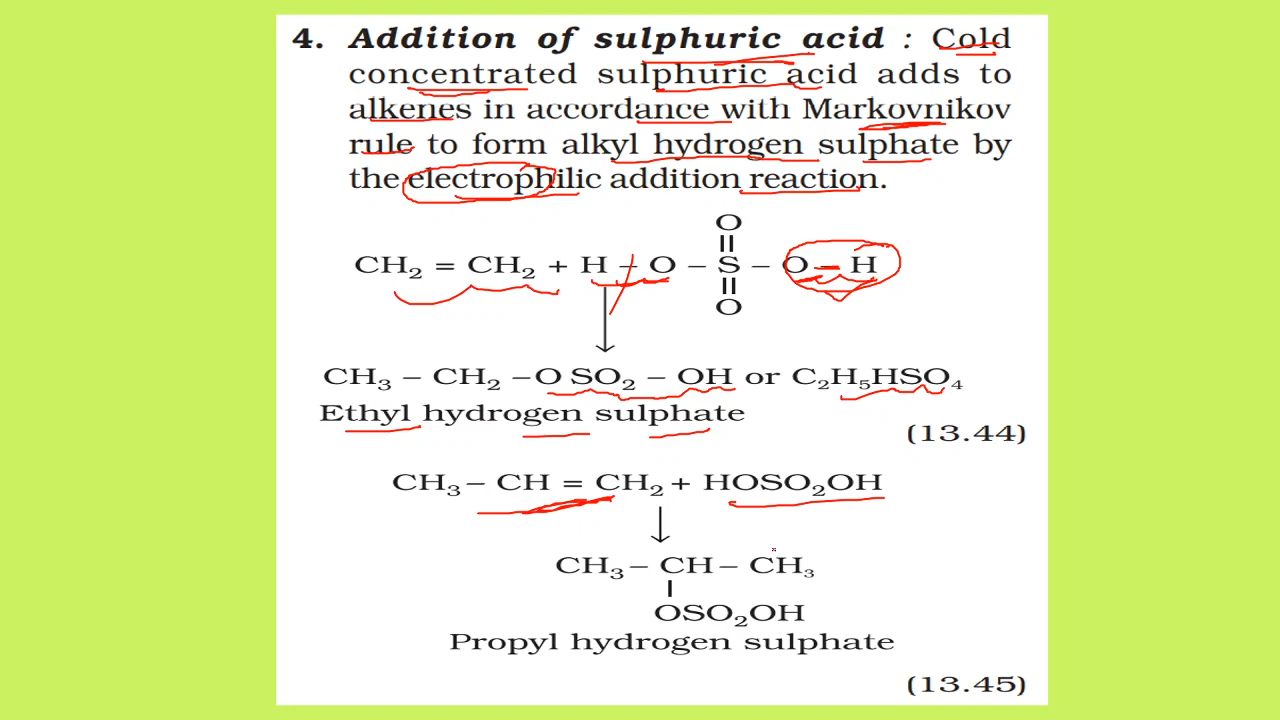 4. Addition of sulphuric acid : Cold
concentrated sulphuric acid adds to
alkenes in accordance with Markovnikov
rule to form alkyl hydrogen sulphate by
the electrophilic addition reaction.
O
||
CH₂ = CH₂ + H – O – S – O – H
||
O
CH₃ – CH₂ –O SO₂ – OH or C₂H₅HSO₄
Ethyl hydrogen sulphate
(13.44)
CH₃ – CH = CH₂ + HOSO₂OH
CH₃ – CH – CH₃
|
OSO₂OH
Propyl hydrogen sulphate
(13.45)